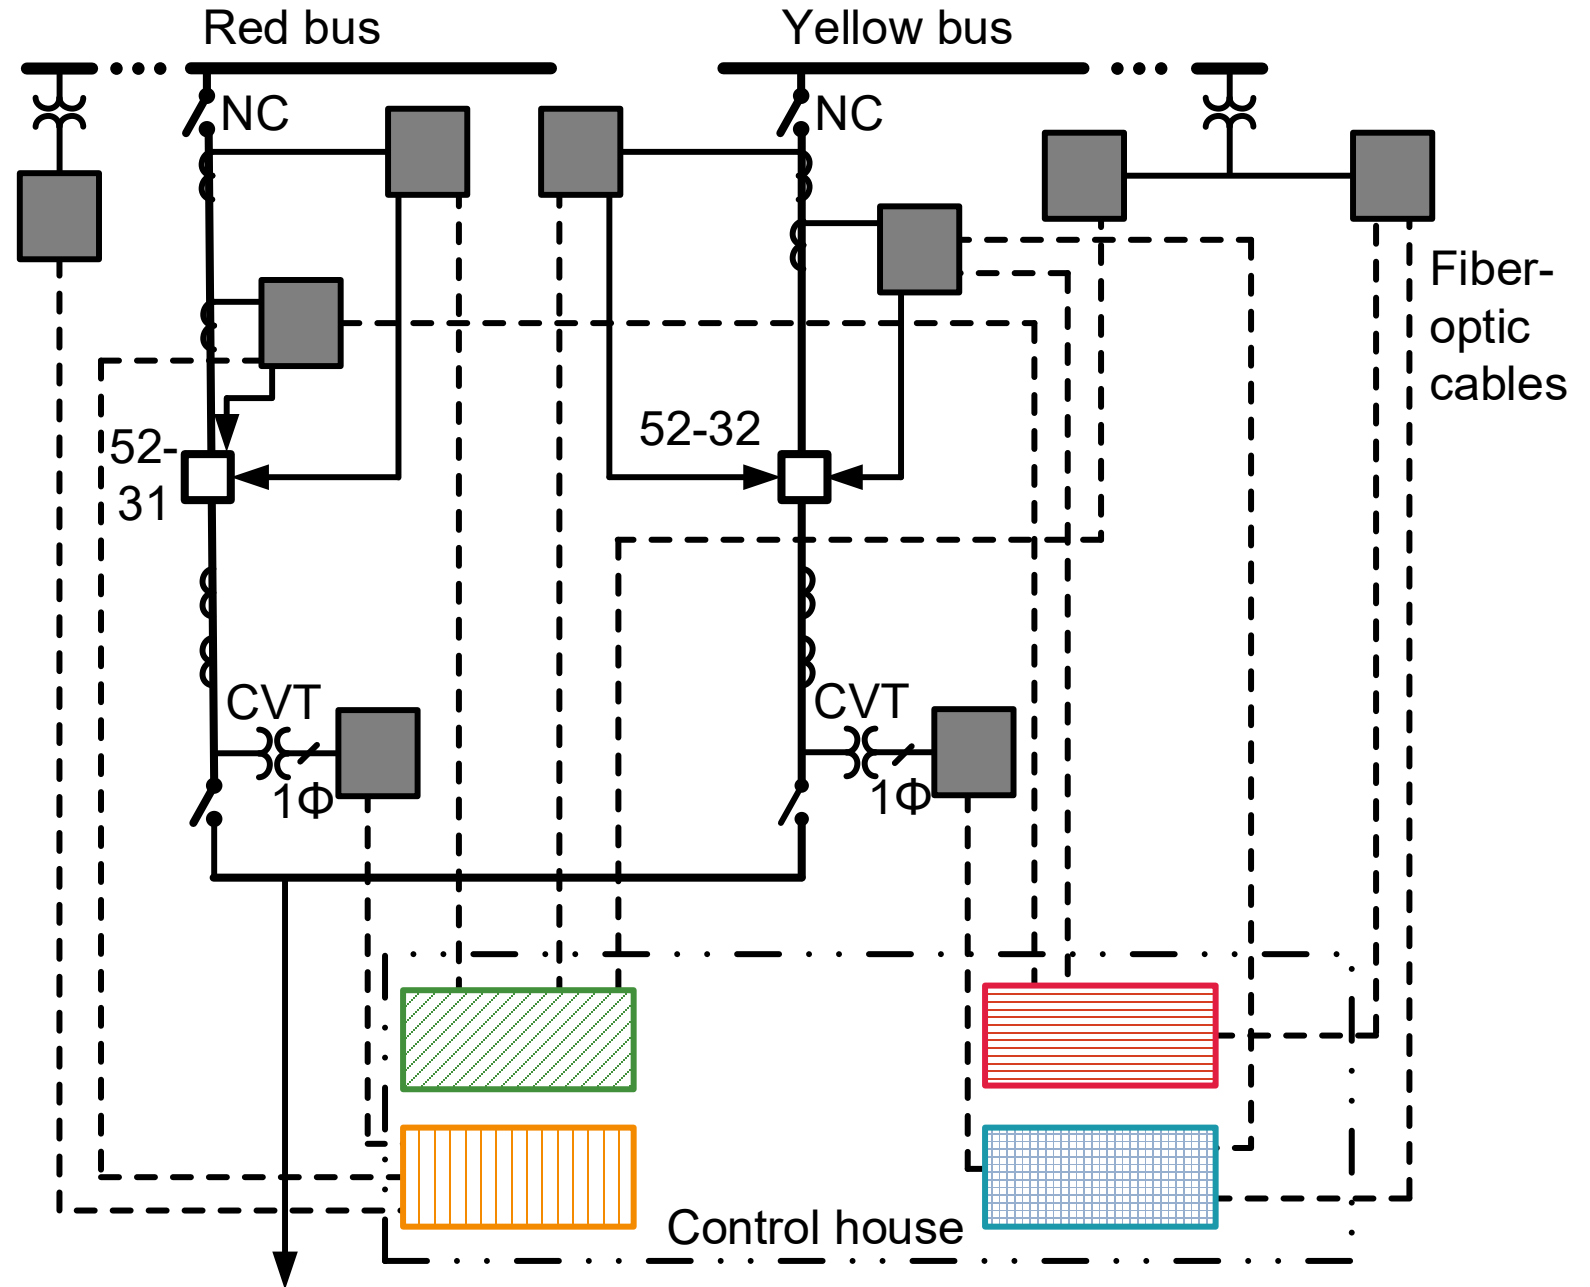 Red bus
Yellow bus
NC
NC
Fiber-
optic
cables
52-
31
52-32
CVT
1Φ
CVT
1Φ
Control house